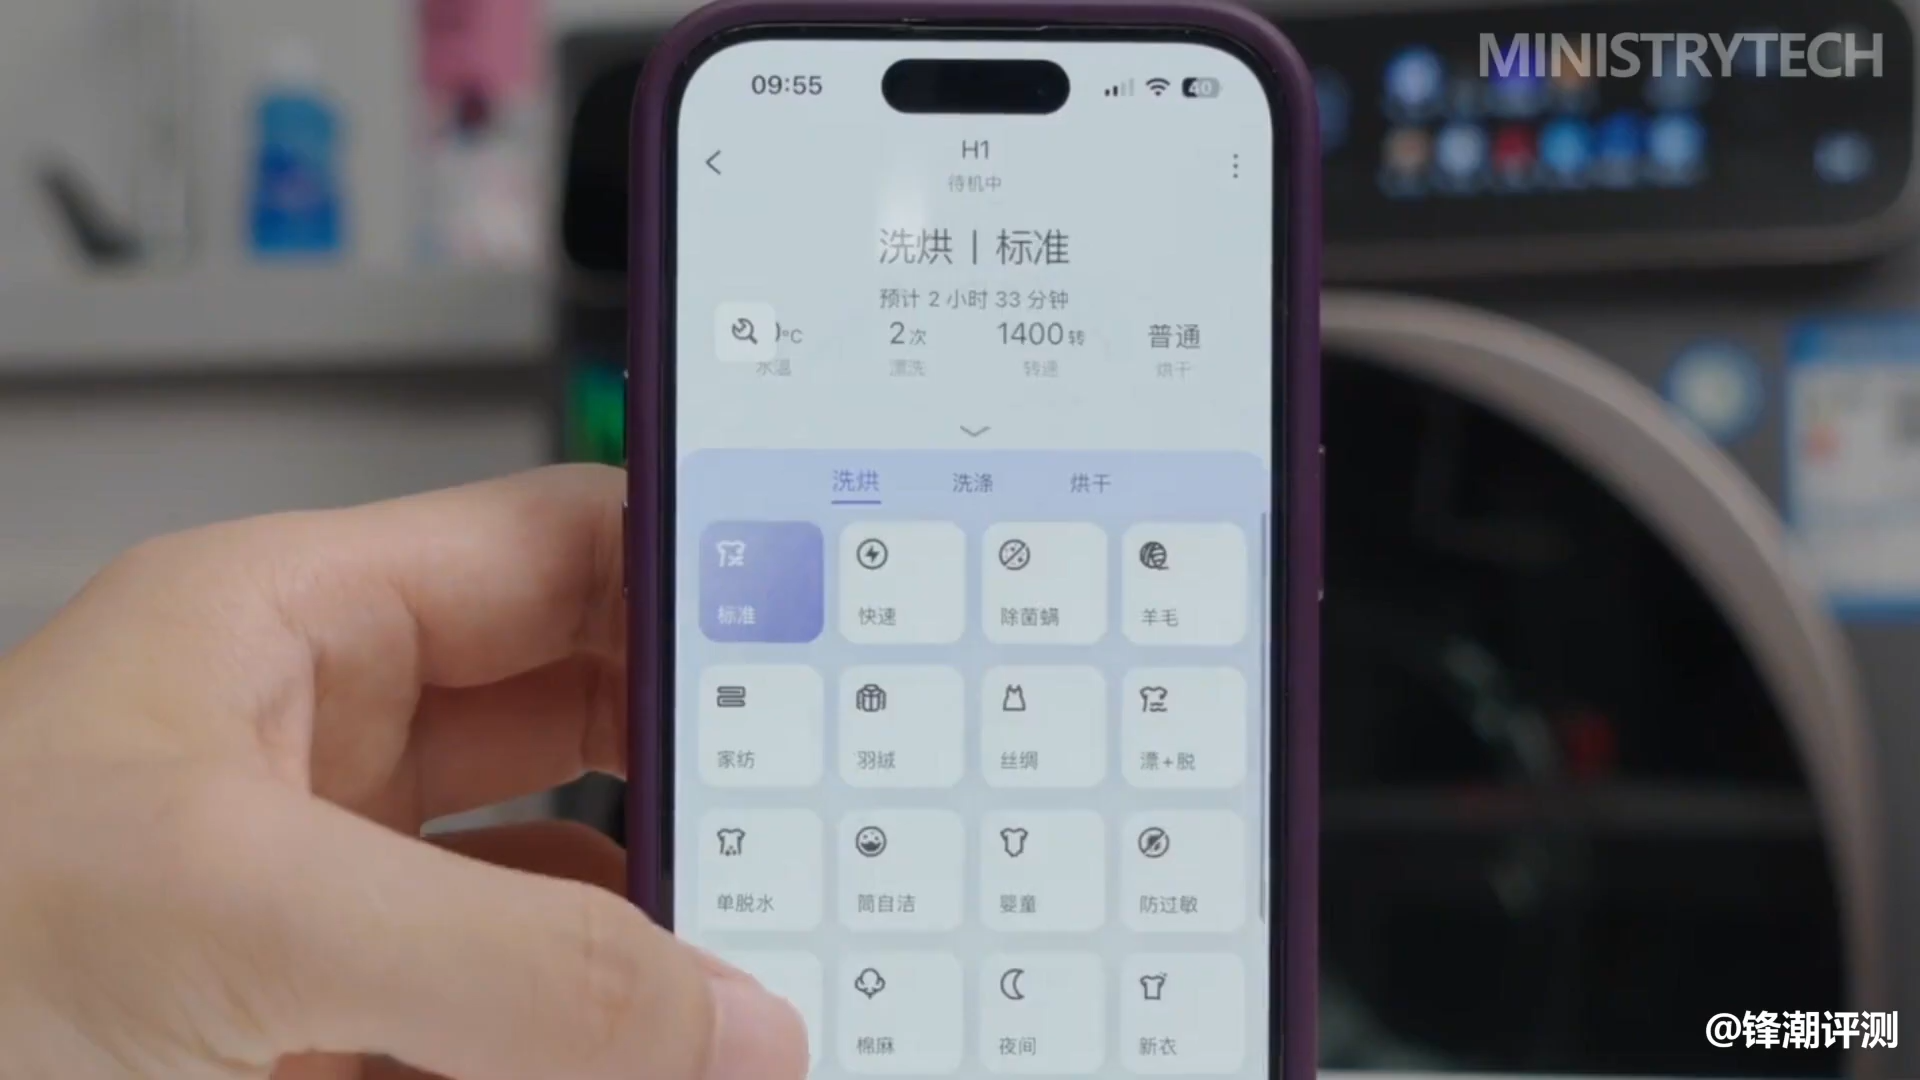 MINISTRYTECH
09:55
40
H1
待机中
洗烘 | 标准
预计 2 小时 33 分钟
°C 2次 1400转 普通
水温 漂洗 转速 烘干
洗烘 洗涤 烘干
标准 快速 除菌螨 羊毛
家纺 羽绒 丝绸 漂+脱
单脱水 筒自洁 婴童 防过敏
棉麻 夜间 新衣
@锋潮评测